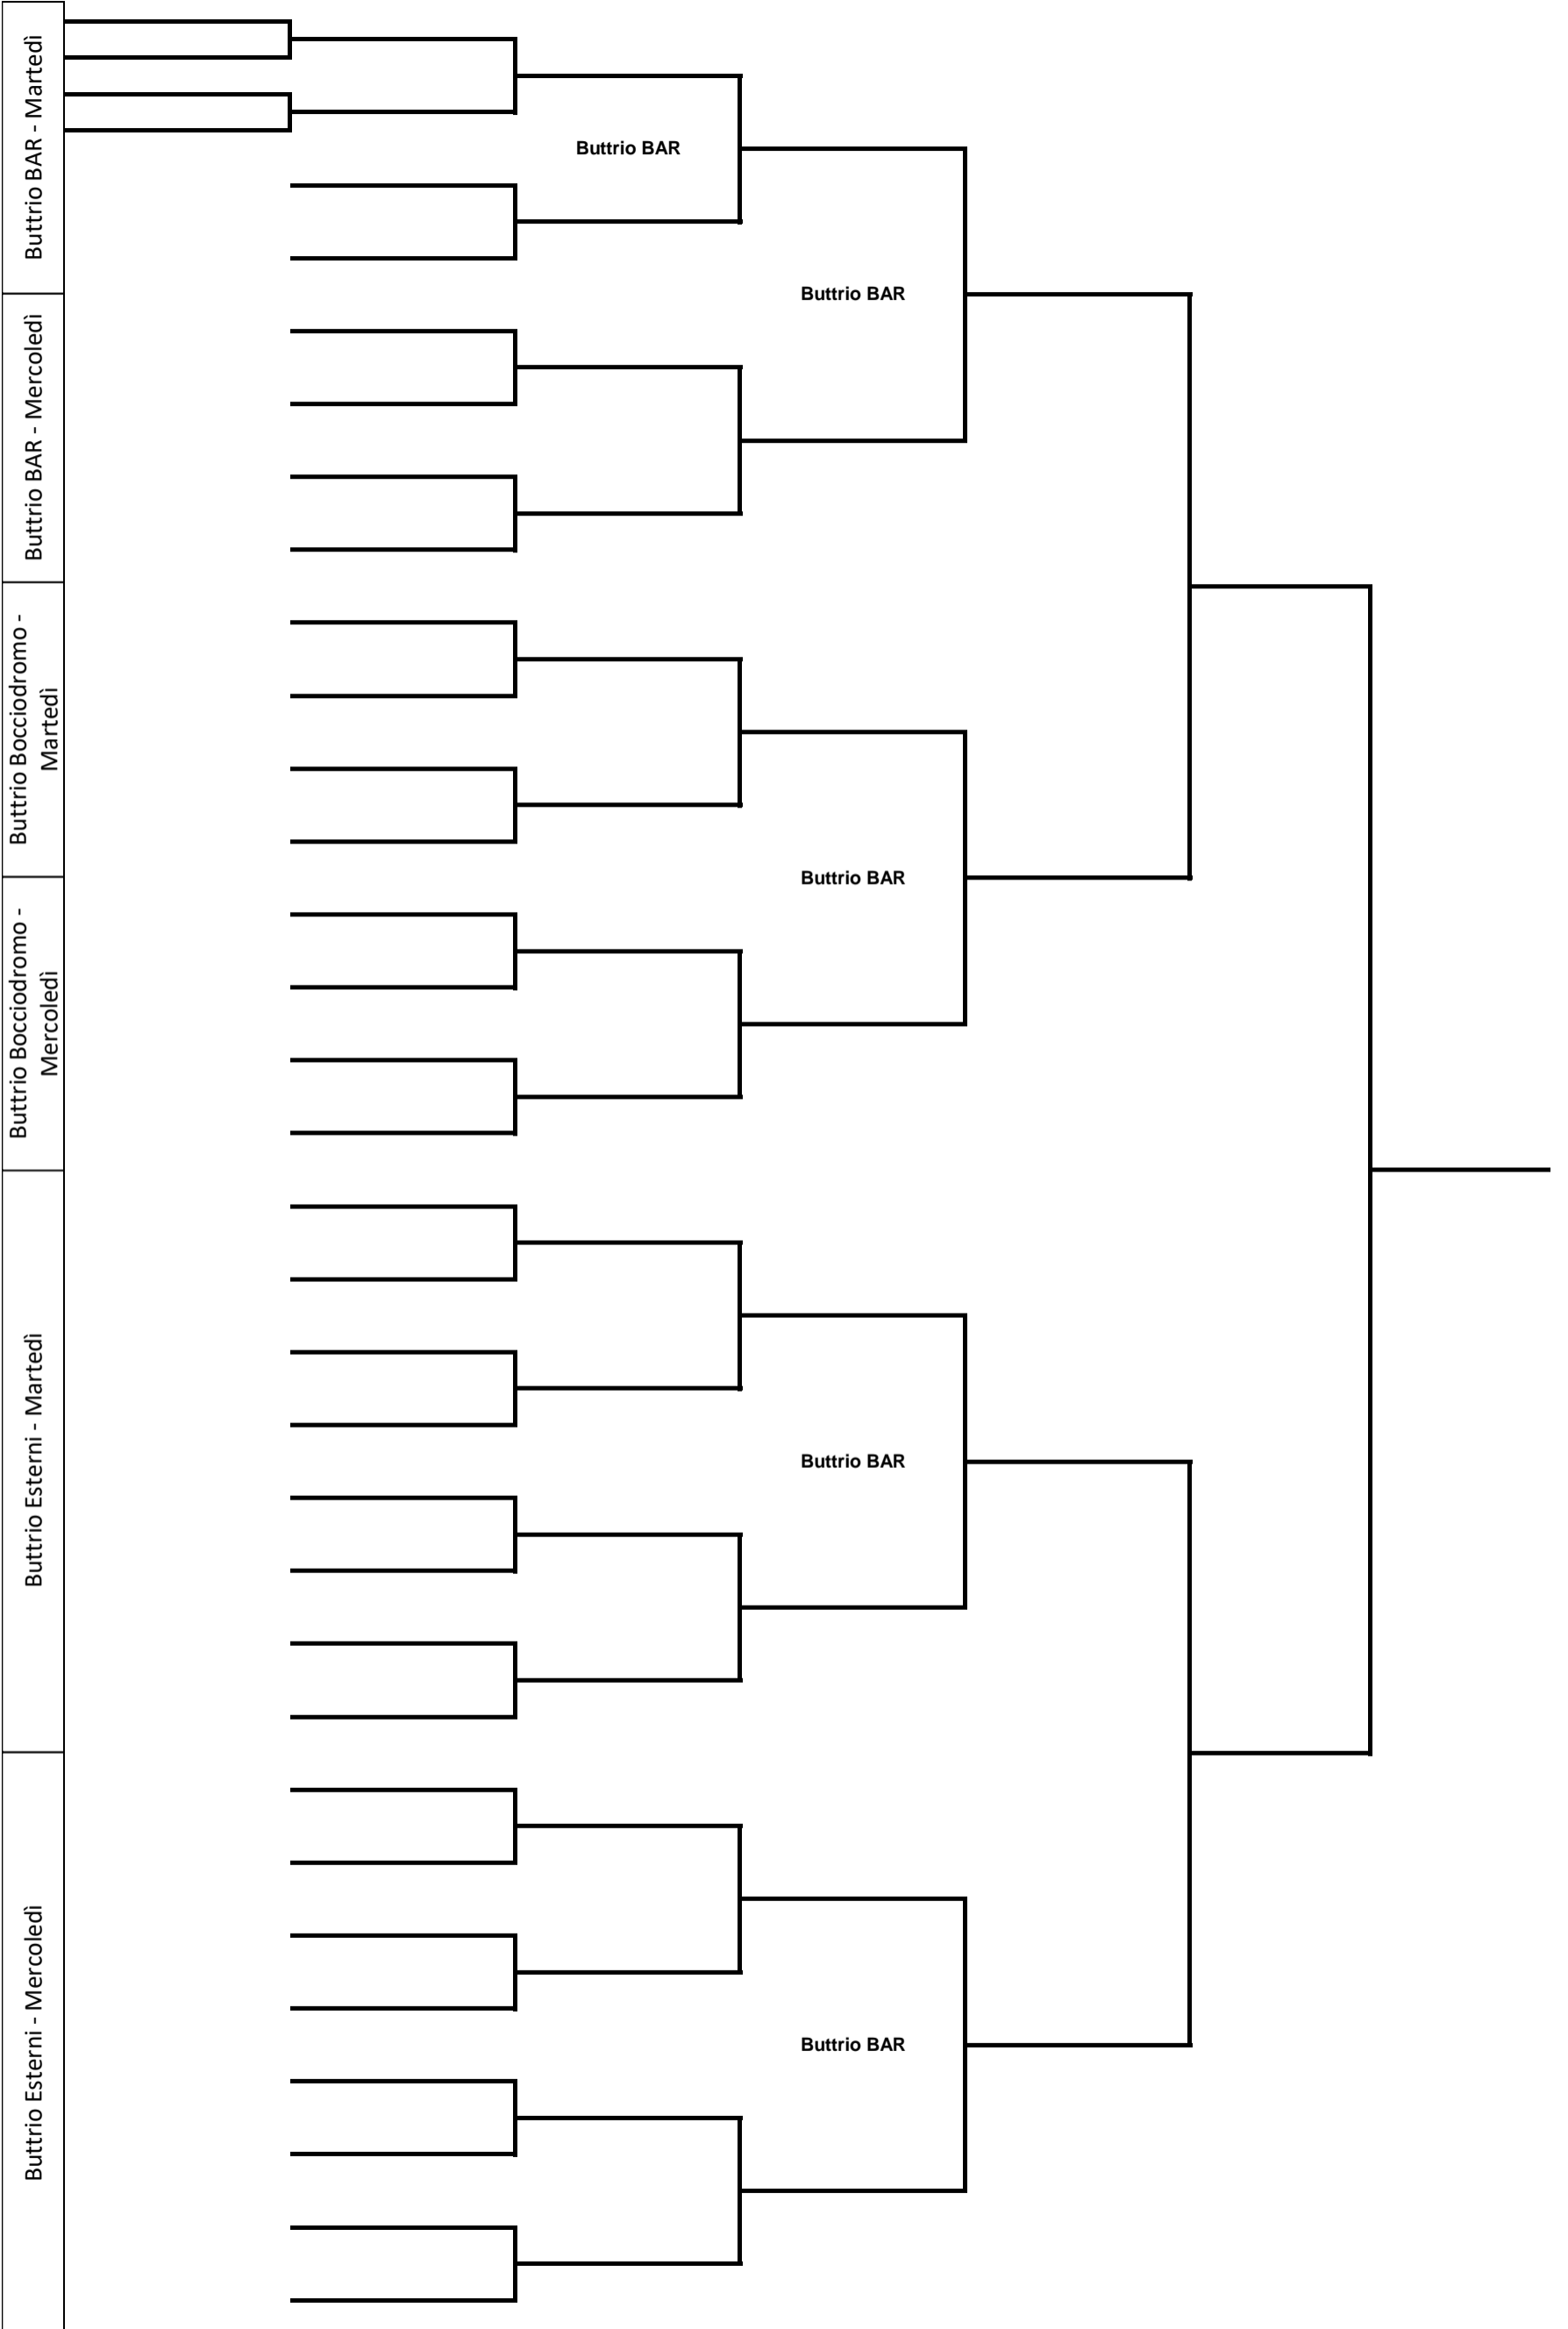 Buttrio BAR - Martedì
Buttrio BAR
Buttrio BAR
Buttrio BAR - Mercoledì
Buttrio Bocciodromo -
Martedì
Buttrio BAR
Buttrio Bocciodromo -
Mercoledì
Buttrio Esterni - Martedì
Buttrio BAR
Buttrio Esterni - Mercoledì
Buttrio BAR